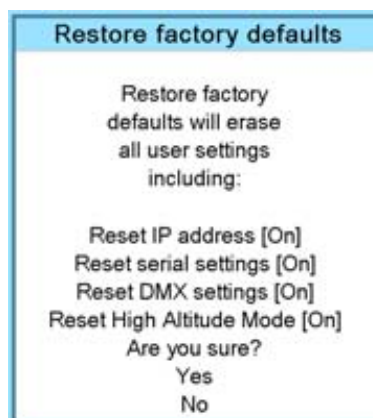 Restore factory defaults
Restore factory
defaults will erase
all user settings
including:
Reset IP address [On]
Reset serial settings [On]
Reset DMX settings [On]
Reset High Altitude Mode [On]
Are you sure?
Yes
No